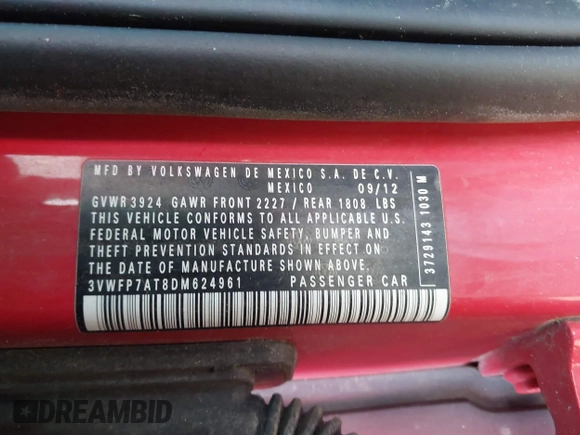 MFD BY VOLKSWAGEN DE MEXICO S.A. DE C.V.
MEXICO 09/12
GVWR 3924 GAWR FRONT 2227 / REAR 1808 LBS
THIS VEHICLE CONFORMS TO ALL APPLICABLE U.S.
FEDERAL MOTOR VEHICLE SAFETY, BUMPER AND
THEFT PREVENTION STANDARDS IN EFFECT ON
THE DATE OF MANUFACTURE SHOWN ABOVE.
3VWFP7AT8DM624961 PASSENGER CAR
3729143 1030 M
DREAMBID